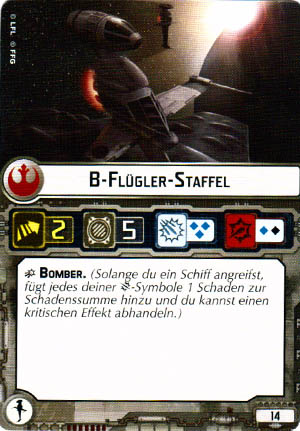 © LFL © FFG
B-FLÜGLER-STAFFEL
2 5
BOMBER. (Solange du ein Schiff angreifst,
fügt jedes deiner -Symbole 1 Schaden zur
Schadenssumme hinzu und du kannst einen
kritischen Effekt abhandeln.)
14